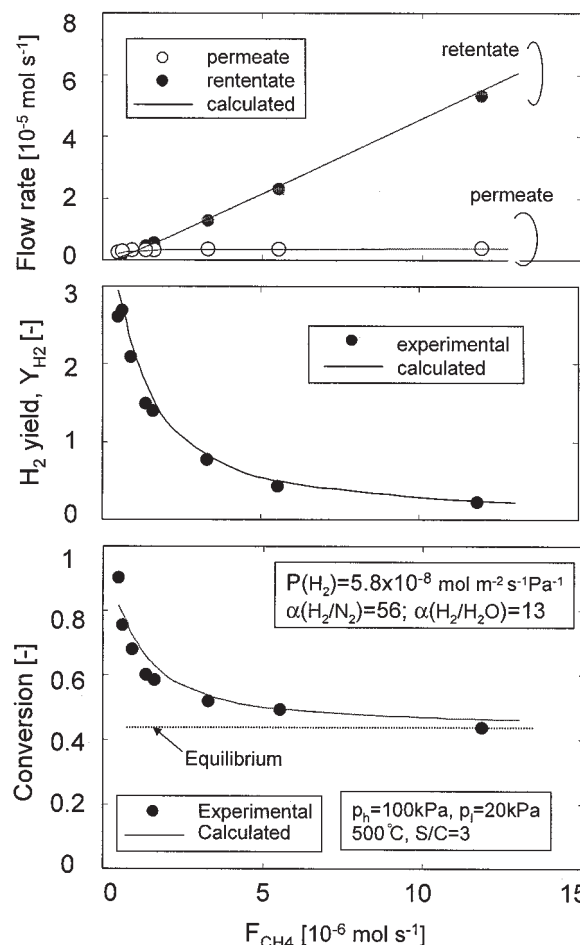 8
6
4
2
0
Flow rate [10⁻⁵ mol s⁻¹]
permeate
rententate
calculated
retentate
permeate
3
2
1
0
H₂ yield, Y_H2 [-]
experimental
calculated
1
0.8
0.6
0.4
0.2
0
Conversion [-]
P(H₂)=5.8x10⁻⁸ mol m⁻² s⁻¹Pa⁻¹
α(H₂/N₂)=56; α(H₂/H₂O)=13
Equilibrium
Experimental
Calculated
pₕ=100kPa, pₗ=20kPa
500℃, S/C=3
0 5 10 15
F_CH4 [10⁻⁶ mol s⁻¹]